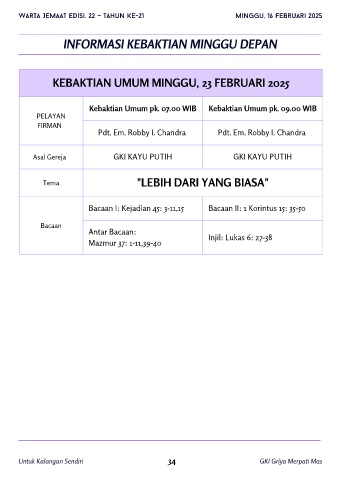 WARTA JEMAAT EDISI. 22 – TAHUN KE-21 MINGGU, 16 FEBRUARI 2025
INFORMASI KEBAKTIAN MINGGU DEPAN
KEBAKTIAN UMUM MINGGU, 23 FEBRUARI 2025
PELAYAN FIRMAN
Kebaktian Umum pk. 07.00 WIB Kebaktian Umum pk. 09.00 WIB
Pdt. Em. Robby I. Chandra Pdt. Em. Robby I. Chandra
Asal Gereja GKI KAYU PUTIH GKI KAYU PUTIH
Tema "LEBIH DARI YANG BIASA"
Bacaan
Bacaan I: Kejadian 45: 3-11,15 Bacaan II: 1 Korintus 15: 35-50
Antar Bacaan:
Mazmur 37: 1-11,39-40
Injil: Lukas 6: 27-38
Untuk Kalangan Sendiri 34 GKI Griya Merpati Mas